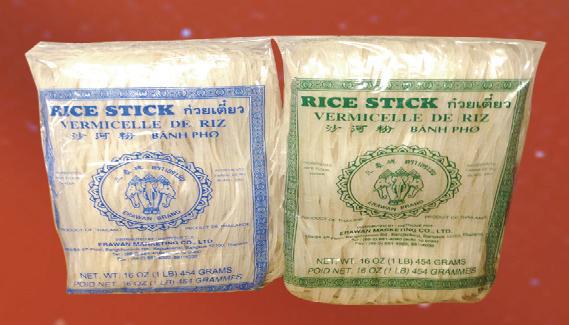 RICE STICK ก๋วยเตี๋ยว
VERMICELLE DE RIZ
沙河粉 BÁNH PHỞ
ERAWAN BRAND
PRODUCT OF THAILAND
PRODUIT DE THAILANDE
ERAWAN MARKETING CO., LTD.
NET. WT. 16 OZ (1 LB) 454 GRAMS
POID NET. 16 OZ (1 LB) 454 GRAMMES
RICE STICK ก๋วยเตี๋ยว
VERMICELLE DE RIZ
沙河粉 BÁNH PHỞ
ERAWAN BRAND
PRODUCT OF THAILAND
PRODUIT DE THAILANDE
ERAWAN MARKETING CO., LTD.
NET. WT. 16 OZ (1 LB) 454 GRAMS
POID NET. 16 OZ (1 LB) 454 GRAMMES